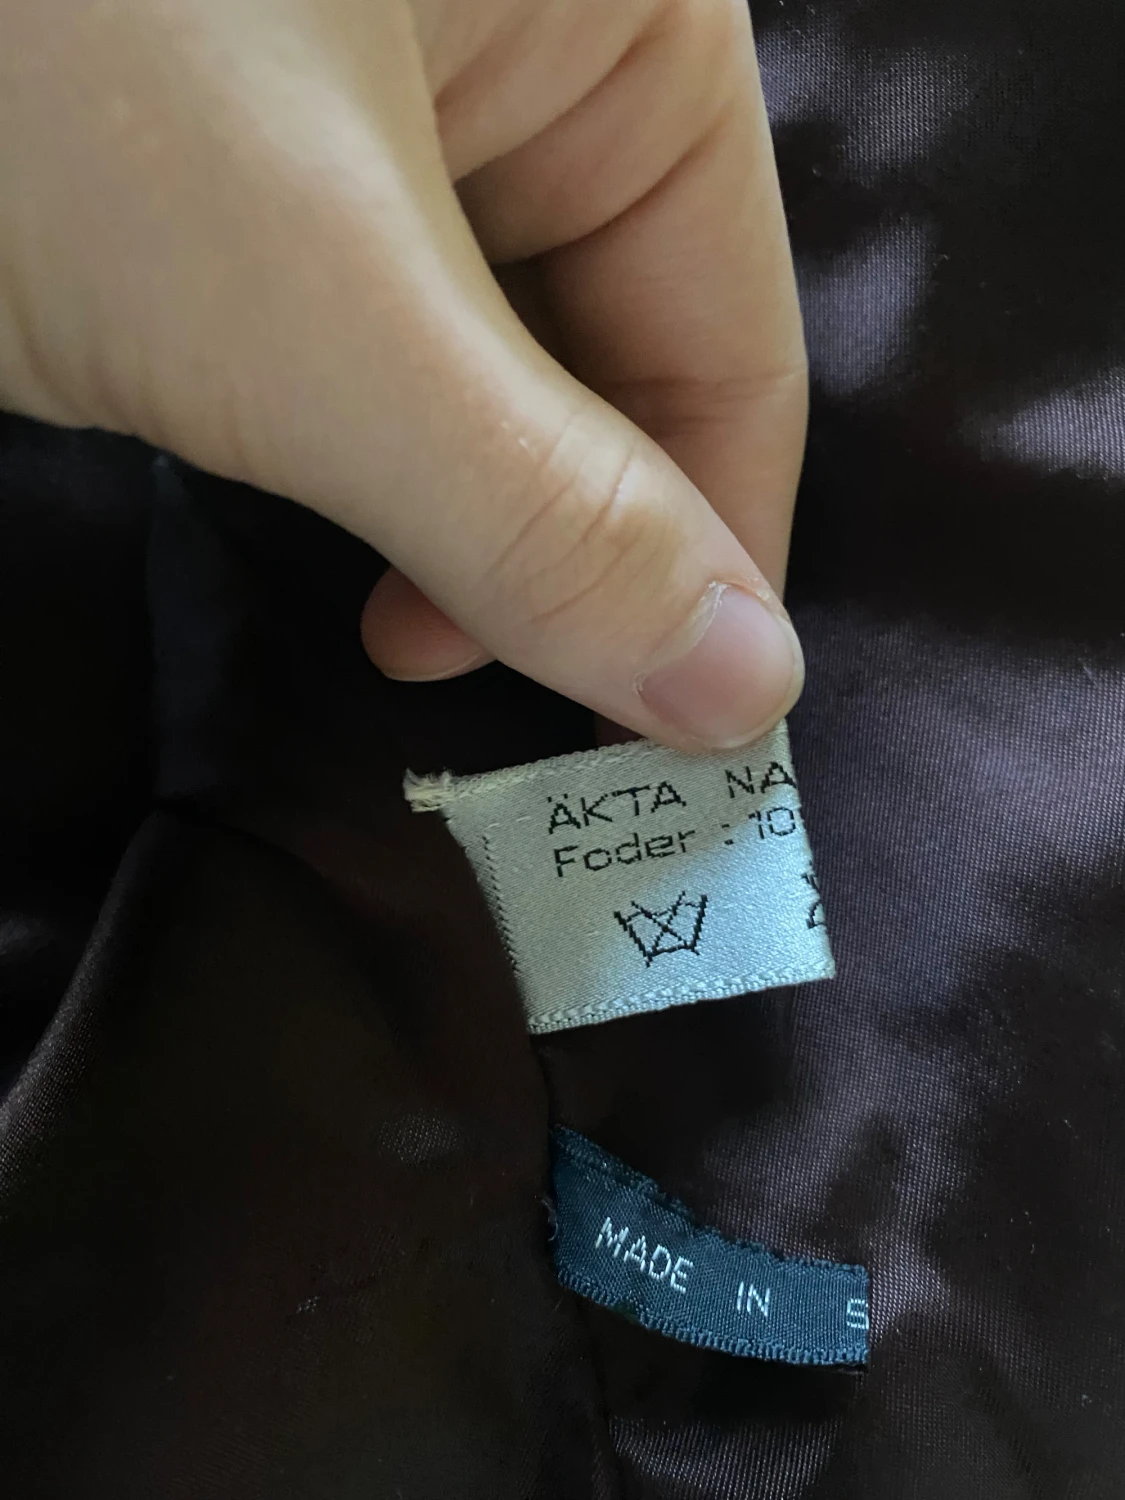 ÄKTA NA
Foder : 10
MADE IN S